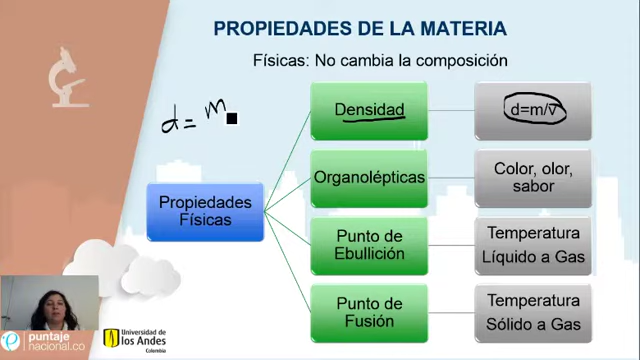 PROPIEDADES DE LA MATERIA
Físicas: No cambia la composición
d= m
Densidad
d=m/v
Organolépticas
Color, olor,
sabor
Propiedades
Físicas
Punto de
Ebullición
Temperatura
Líquido a Gas
Punto de
Fusión
Temperatura
Sólido a Gas
puntaje
nacional.co
Universidad de
los Andes
Colombia